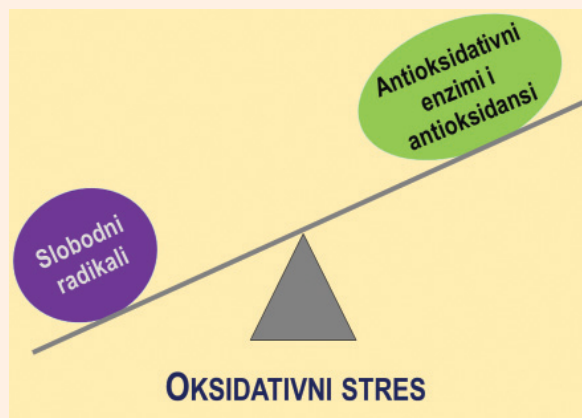 Antioksidativni
enzimi i
antioksidansi
Slobodni
radikali
OKSIDATIVNI STRES